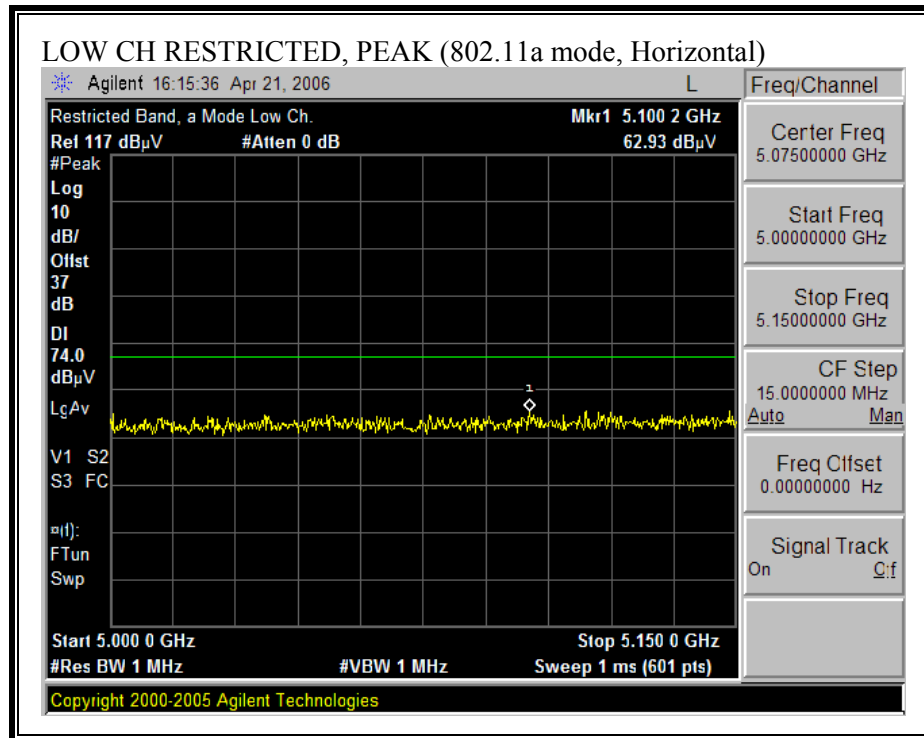 LOW CH RESTRICTED, PEAK (802.11a mode, Horizontal)
Agilent 16:15:36 Apr 21, 2006 L
Restricted Band, a Mode Low Ch. Mkr1 5.100 2 GHz
Ref 117 dBµV #Atten 0 dB 62.93 dBµV
#Peak
Log
10
dB/
Offst
37
dB
DI
74.0
dBµV
LgAv
1
V1 S2
S3 FC
¤(f):
FTun
Swp
Start 5.000 0 GHz Stop 5.150 0 GHz
#Res BW 1 MHz #VBW 1 MHz Sweep 1 ms (601 pts)
Copyright 2000-2005 Agilent Technologies
Freq/Channel
Center Freq
5.07500000 GHz
Start Freq
5.00000000 GHz
Stop Freq
5.15000000 GHz
CF Step
15.0000000 MHz
Auto Man
Freq Offset
0.00000000 Hz
Signal Track
On Off